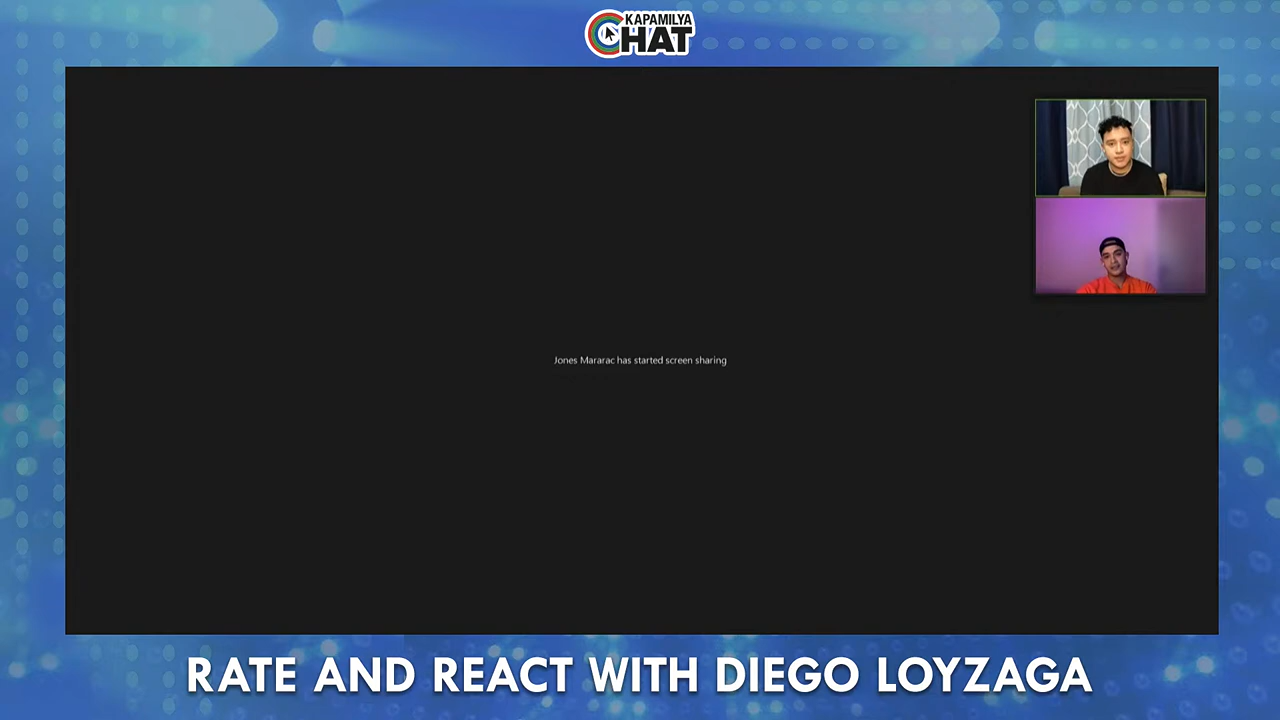 KAPAMILYA
CHAT
Jones Mararac has started screen sharing
RATE AND REACT WITH DIEGO LOYZAGA